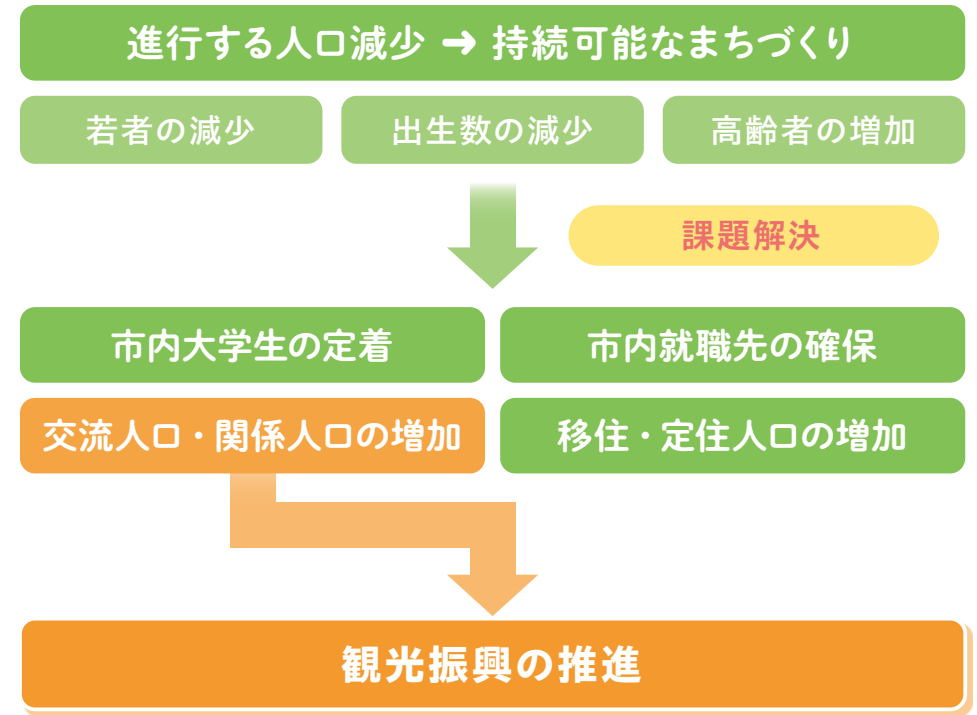 進行する人口減少 → 持続可能なまちづくり
若者の減少
出生数の減少
高齢者の増加
課題解決
市内大学生の定着
市内就職先の確保
交流人口・関係人口の増加
移住・定住人口の増加
観光振興の推進